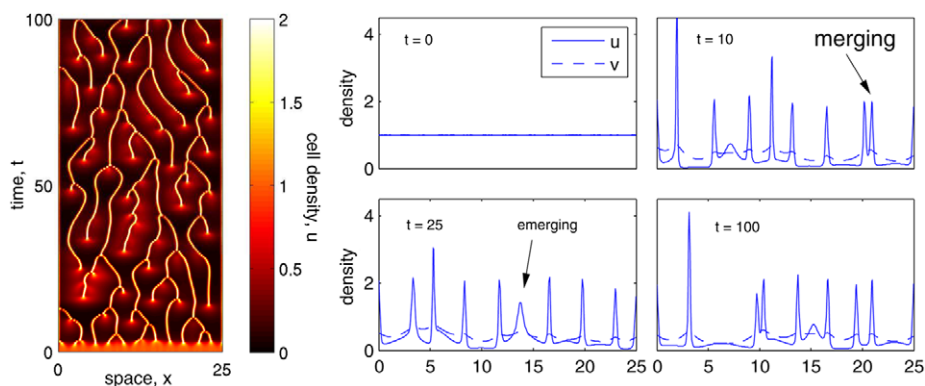 100
50
0
time, t
0
25
space, x
2
1.5
1
0.5
0
cell density, u
density
4
2
0
t = 0
u
v
t = 10
merging
density
4
2
0
t = 25
emerging
0
5
10
15
20
25
t = 100
0
5
10
15
20
25